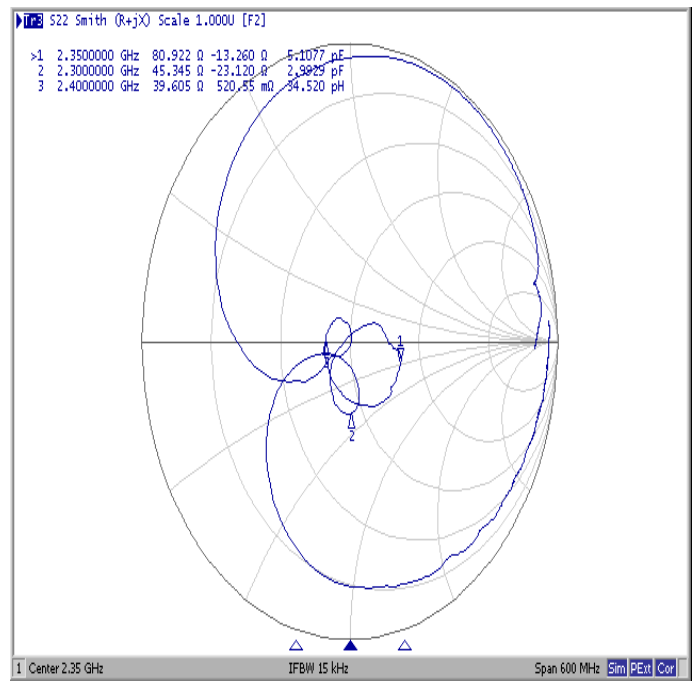 Tr3 S22 Smith (R+jX) Scale 1.000U [F2]
>1 2.3500000 GHz 80.922 Ω -13.260 Ω 5.1077 pF
2 2.3000000 GHz 45.345 Ω -23.120 Ω 2.9929 pF
3 2.4000000 GHz 39.605 Ω 520.55 mΩ 34.520 pH
1
2
1 Center 2.35 GHz IFBW 15 kHz Span 600 MHz Sim PExt Cor